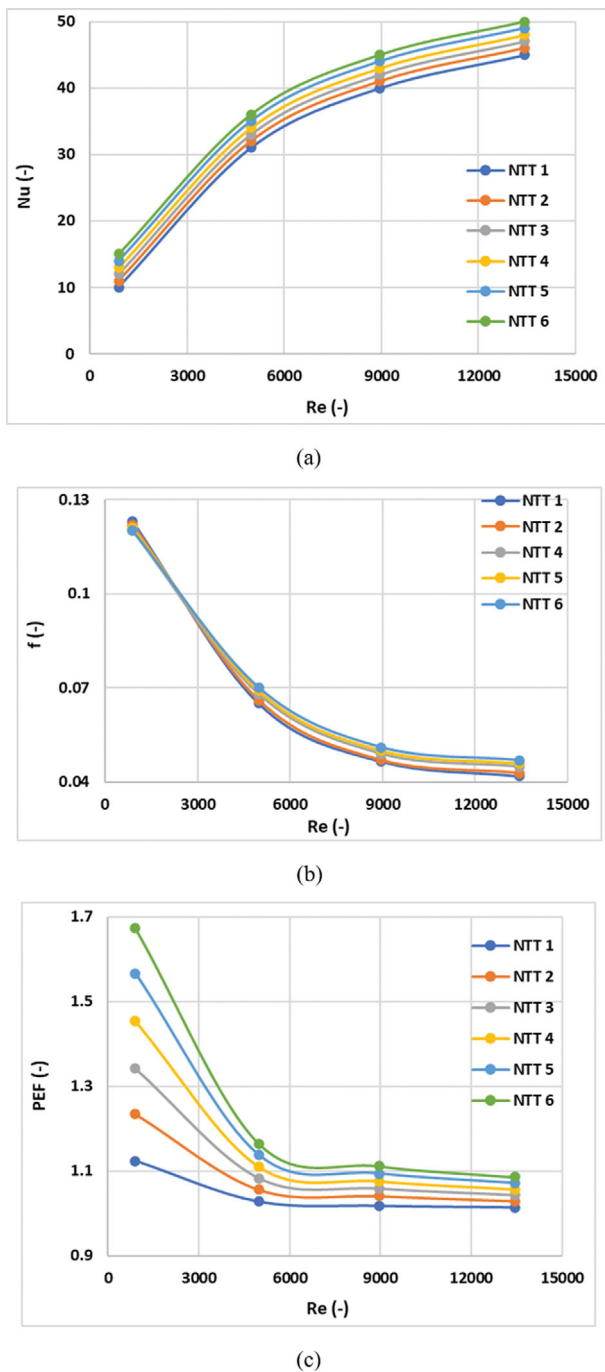 50
40
30
20
10
0
Nu (-)
NTT 1
NTT 2
NTT 3
NTT 4
NTT 5
NTT 6
0 3000 6000 9000 12000 15000
Re (-)
(a)
0.13
0.1
0.07
0.04
f (-)
NTT 1
NTT 2
NTT 4
NTT 5
NTT 6
0 3000 6000 9000 12000 15000
Re (-)
(b)
1.7
1.5
1.3
1.1
0.9
PEF (-)
NTT 1
NTT 2
NTT 3
NTT 4
NTT 5
NTT 6
0 3000 6000 9000 12000 15000
Re (-)
(c)